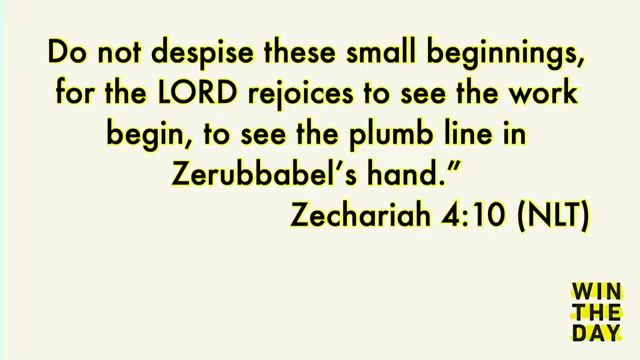 Do not despise these small beginnings,
for the LORD rejoices to see the work
begin, to see the plumb line in
Zerubbabel’s hand.”
Zechariah 4:10 (NLT)
WIN
THE
DAY